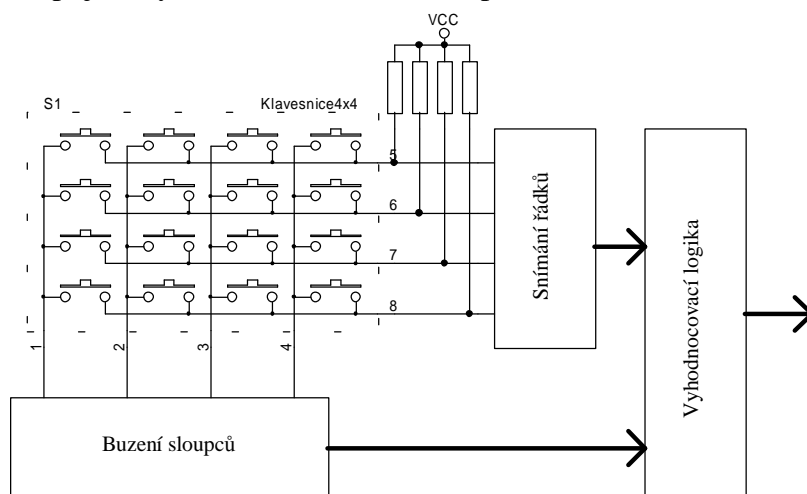 VCC
S1
Klavesnice4x4
5
6
7
8
1
2
3
4
Snímání řádků
Vyhodnocovací logika
Buzení sloupců